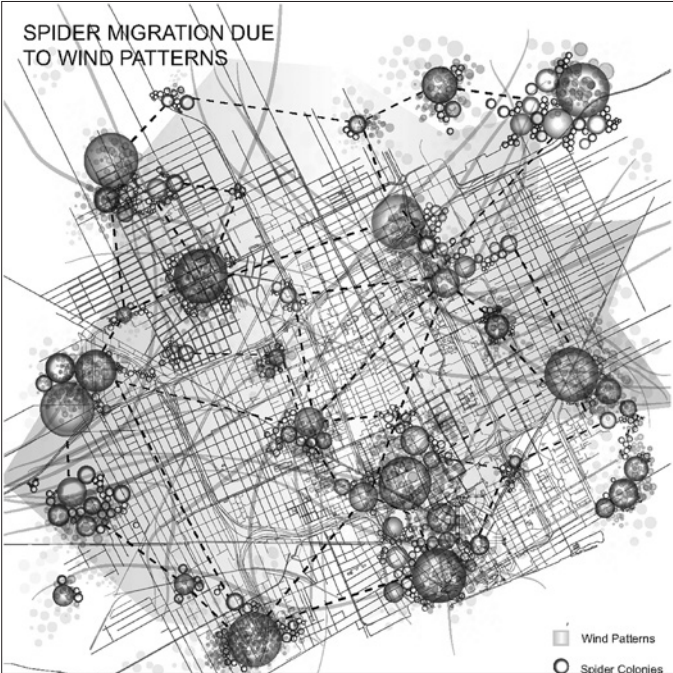 SPIDER MIGRATION DUE
TO WIND PATTERNS
Wind Patterns
Spider Colonies